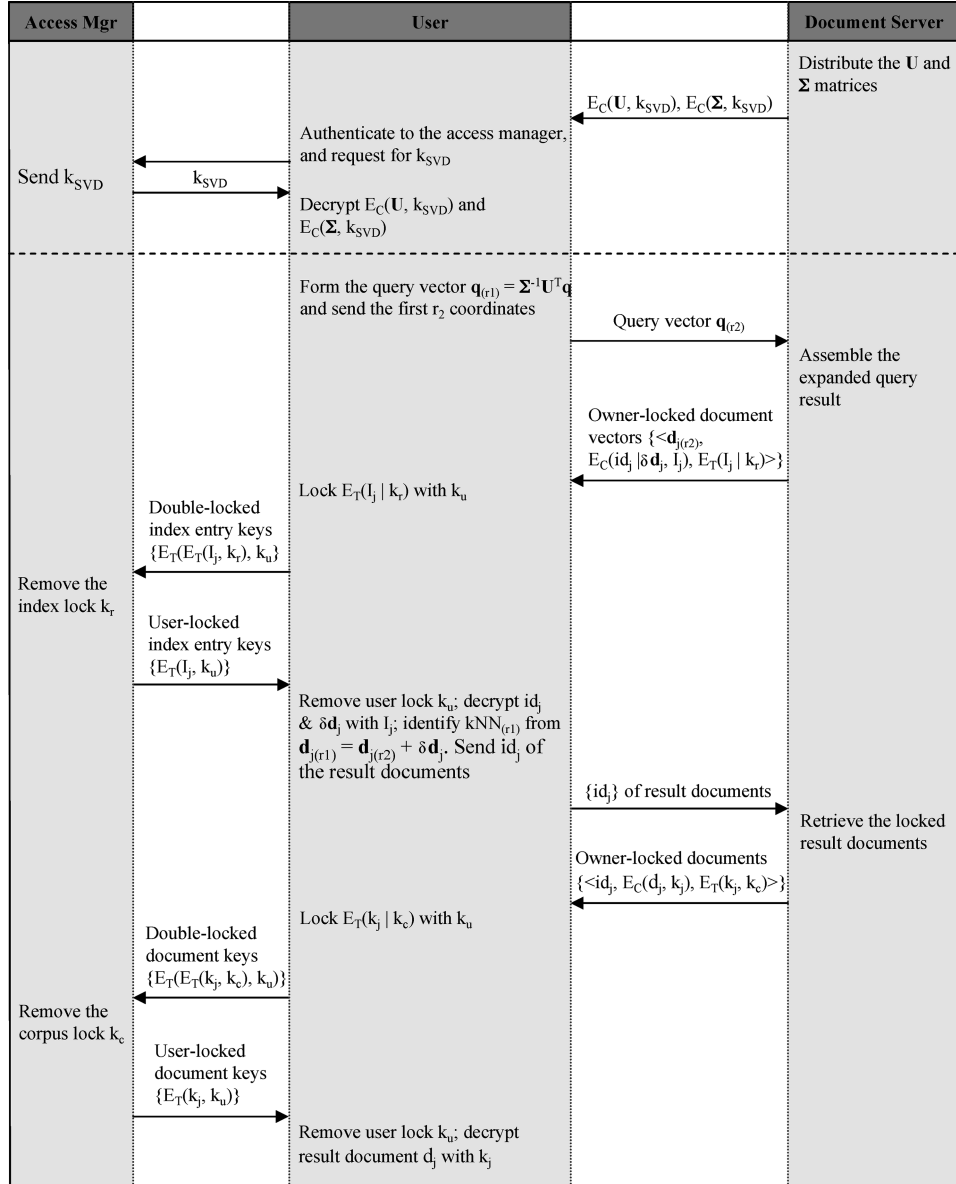 Access Mgr
User
Document Server
Distribute the U and
Σ matrices
E_C(U, k_SVD), E_C(Σ, k_SVD)
Authenticate to the access manager,
and request for k_SVD
Send k_SVD
k_SVD
Decrypt E_C(U, k_SVD) and
E_C(Σ, k_SVD)
Form the query vector q_(r1) = Σ^-1U^Tq
and send the first r_2 coordinates
Query vector q_(r2)
Assemble the
expanded query
result
Owner-locked document
vectors {<d_j(r2),
E_C(id_j |δd_j, I_j), E_T(I_j | k_r)>}
Lock E_T(I_j | k_r) with k_u
Double-locked
index entry keys
{E_T(E_T(I_j, k_r), k_u}
Remove the
index lock k_r
User-locked
index entry keys
{E_T(I_j, k_u)}
Remove user lock k_u; decrypt id_j
& δd_j with I_j; identify kNN_(r1) from
d_j(r1) = d_j(r2) + δd_j. Send id_j of
the result documents
{id_j} of result documents
Retrieve the locked
result documents
Owner-locked documents
{<id_j, E_C(d_j, k_j), E_T(k_j, k_c)>}
Lock E_T(k_j | k_c) with k_u
Double-locked
document keys
{E_T(E_T(k_j, k_c), k_u)}
Remove the
corpus lock k_c
User-locked
document keys
{E_T(k_j, k_u)}
Remove user lock k_u; decrypt
result document d_j with k_j